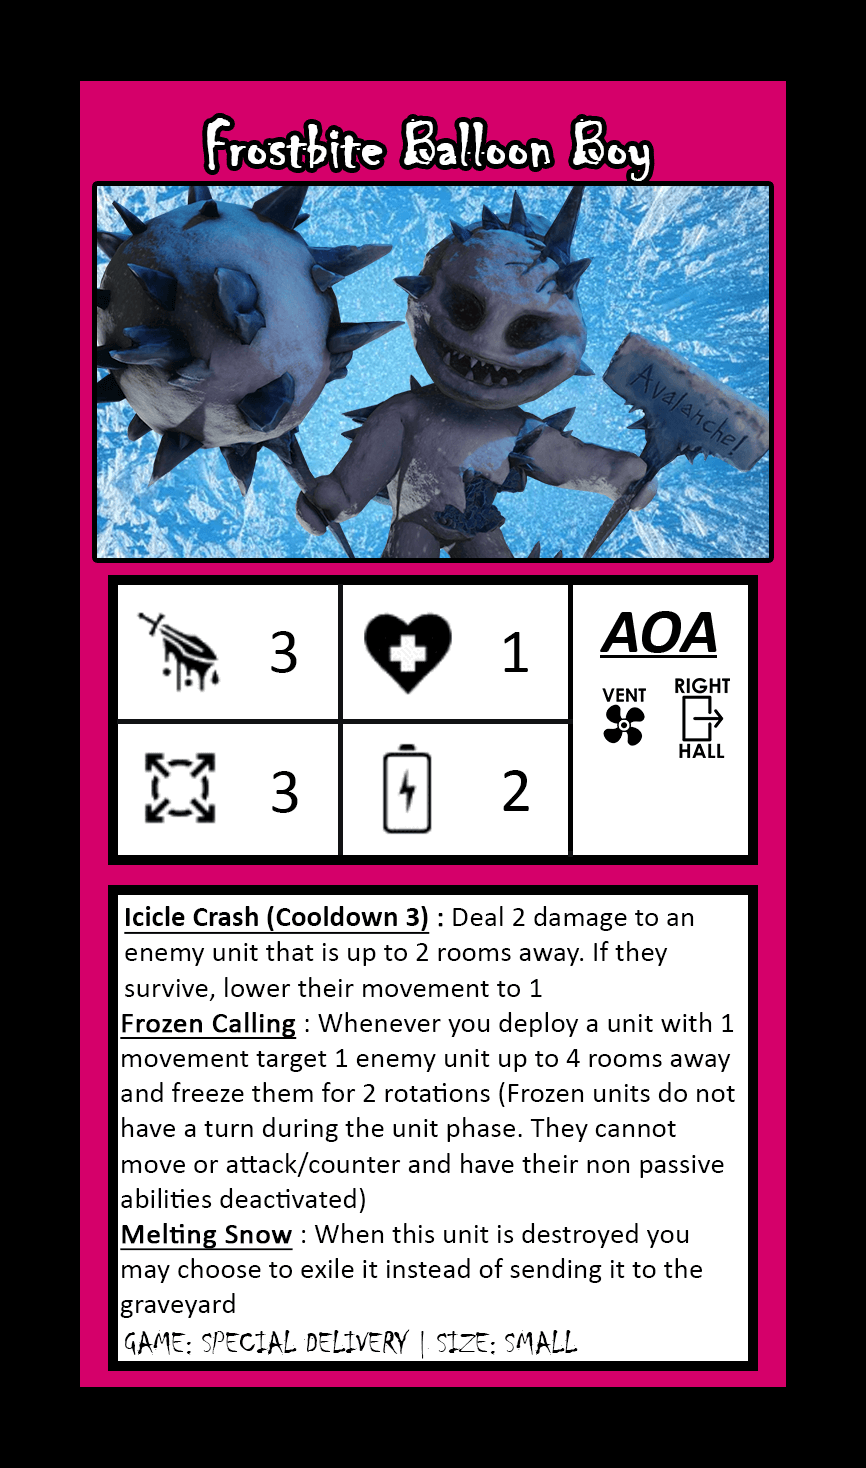 Frostbite Balloon Boy
Avalanche!
3
1
AOA
VENT
RIGHT
HALL
3
2
Icicle Crash (Cooldown 3) : Deal 2 damage to an
enemy unit that is up to 2 rooms away. If they
survive, lower their movement to 1
Frozen Calling : Whenever you deploy a unit with 1
movement target 1 enemy unit up to 4 rooms away
and freeze them for 2 rotations (Frozen units do not
have a turn during the unit phase. They cannot
move or attack/counter and have their non passive
abilities deactivated)
Melting Snow : When this unit is destroyed you
may choose to exile it instead of sending it to the
graveyard
GAME: SPECIAL DELIVERY | SIZE: SMALL